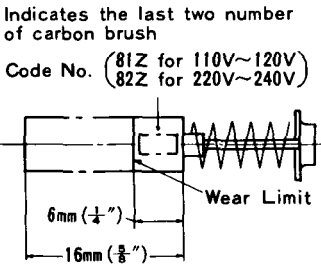 Indicates the last two number
of carbon brush
Code No. (81Z for 110V~120V
82Z for 220V~240V)
Wear Limit
6mm (1/4")
16mm (5/8")